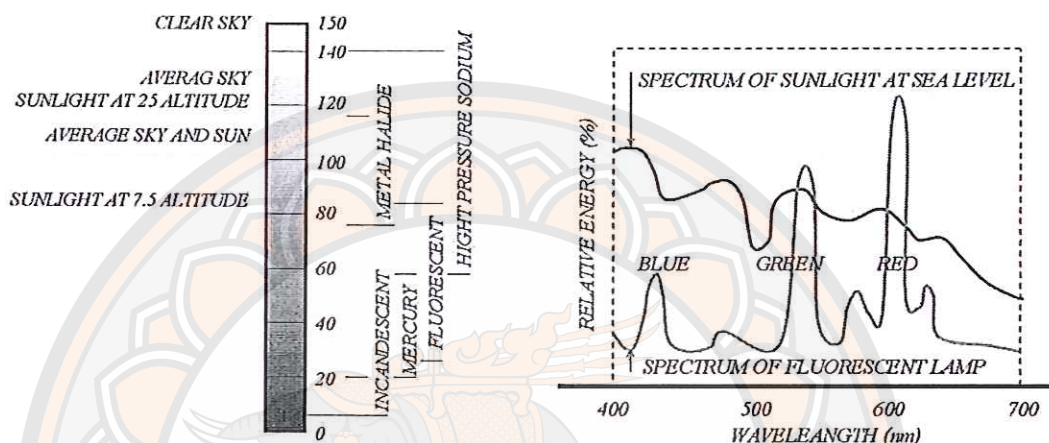 CLEAR SKY
AVERAG SKY
SUNLIGHT AT 25 ALTITUDE
AVERAGE SKY AND SUN
SUNLIGHT AT 7.5 ALTITUDE
150
140
120
100
80
60
40
20
0
INCANDESCENT
METAL HALIDE
MERCURY
FLUORESCENT
HIGHT PRESSURE SODIUM
RELATIVE ENERGY (%)
SPECTRUM OF SUNLIGHT AT SEA LEVEL
BLUE
GREEN
RED
SPECTRUM OF FLUORESCENT LAMP
400
500
600
700
WAVELEANGTH (nm)